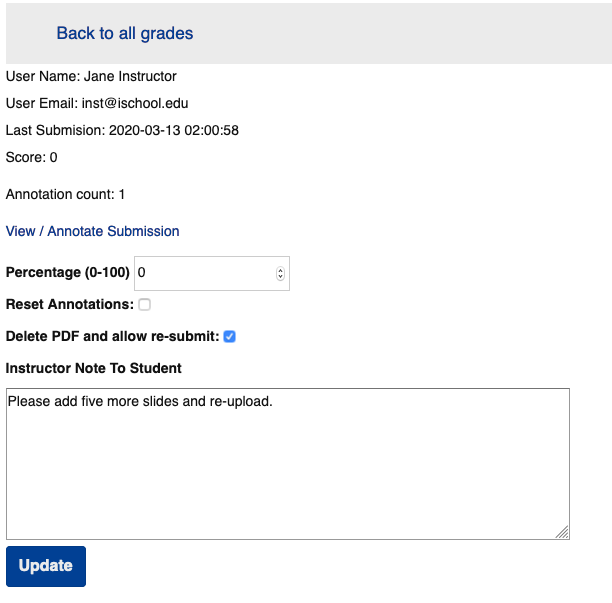 Back to all grades
User Name: Jane Instructor
User Email: inst@ischool.edu
Last Submision: 2020-03-13 02:00:58
Score: 0
Annotation count: 1
View / Annotate Submission
Percentage (0-100) 0
Reset Annotations:
Delete PDF and allow re-submit:
Instructor Note To Student
Please add five more slides and re-upload.
Update